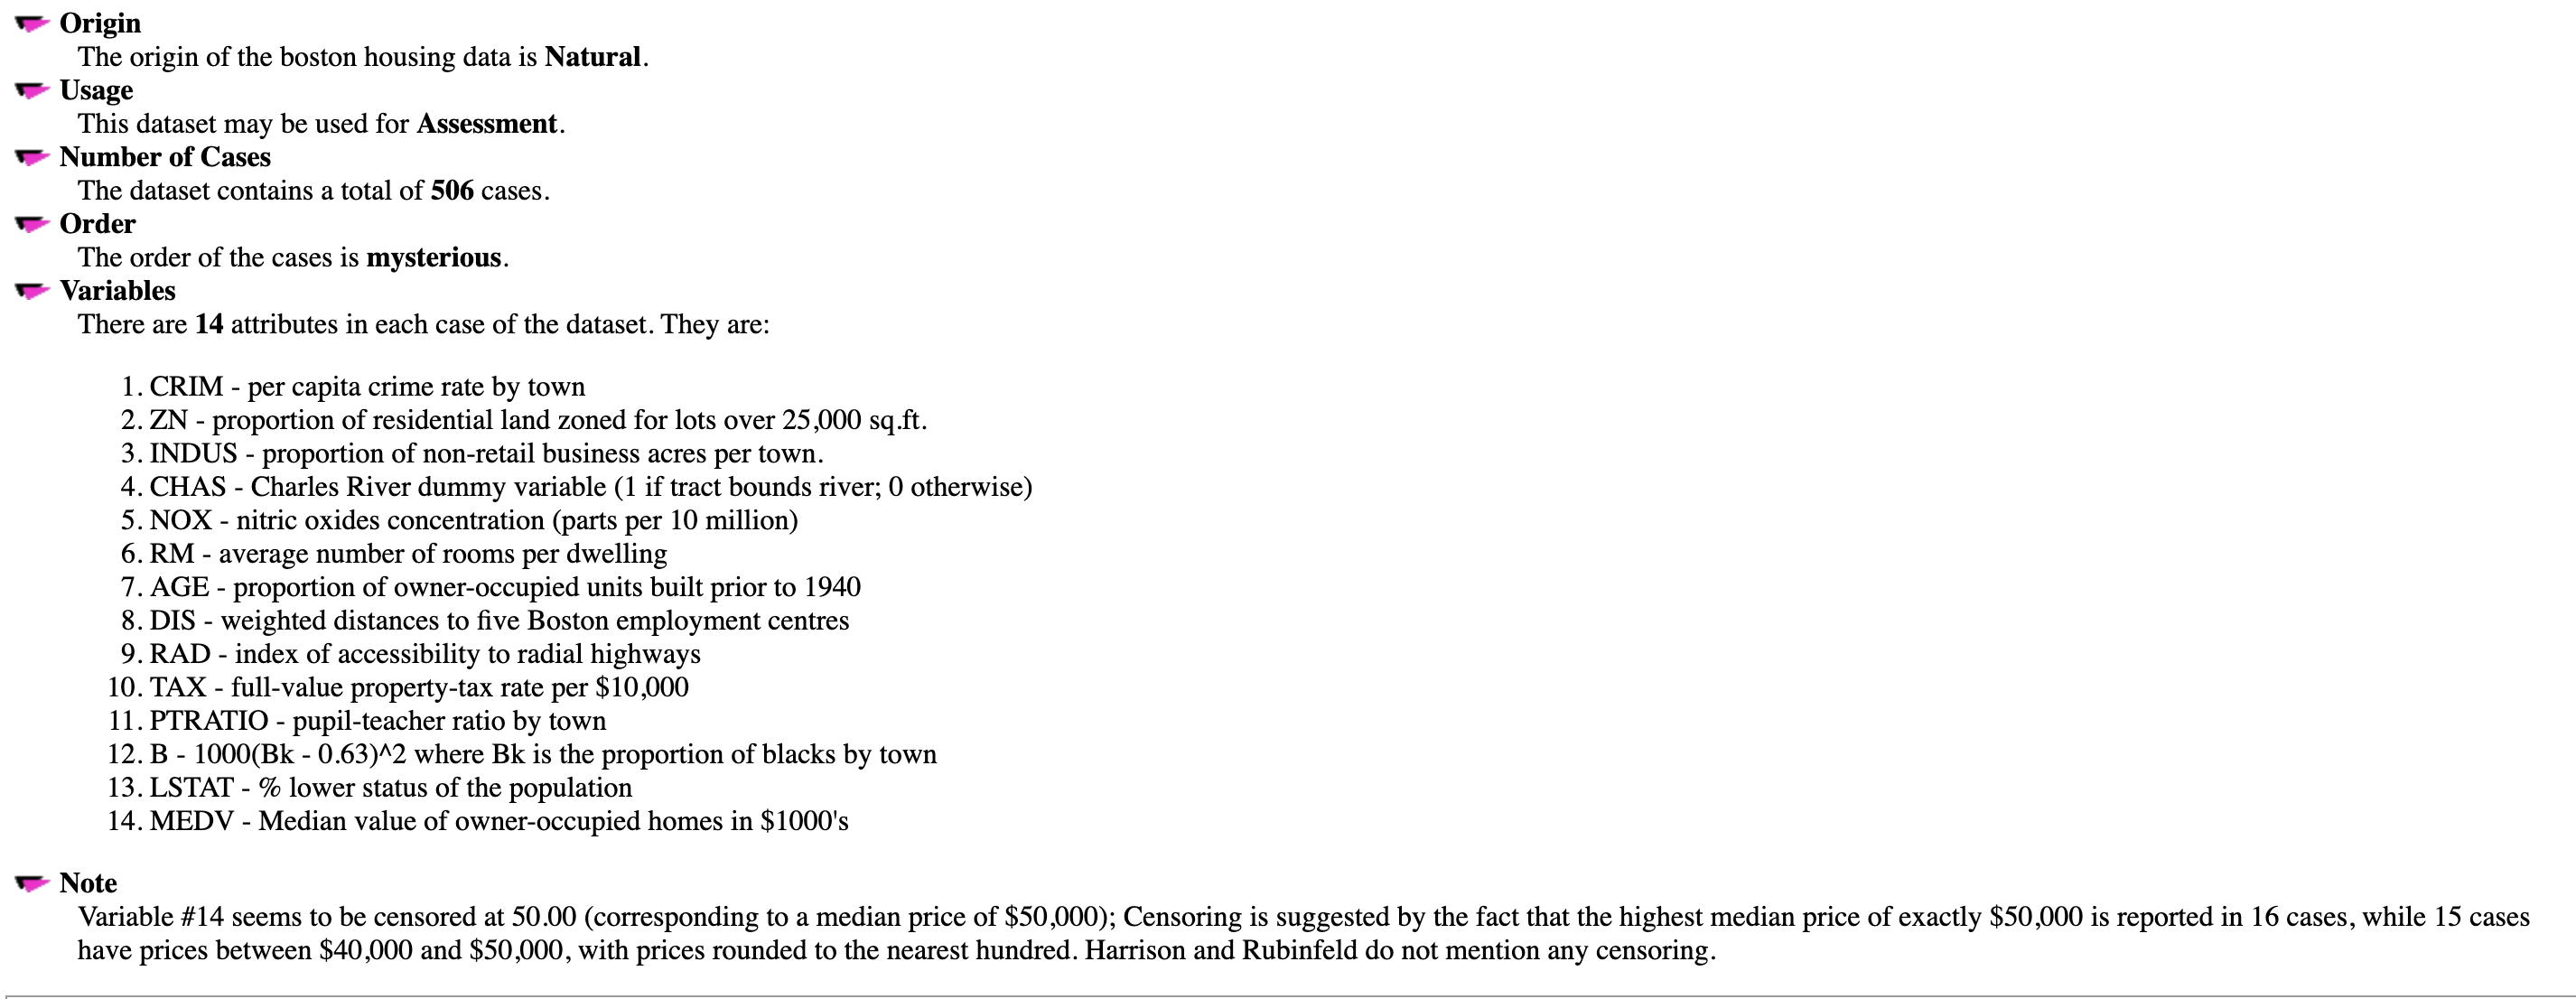 Origin
The origin of the boston housing data is Natural.
Usage
This dataset may be used for Assessment.
Number of Cases
The dataset contains a total of 506 cases.
Order
The order of the cases is mysterious.
Variables
There are 14 attributes in each case of the dataset. They are:
1. CRIM - per capita crime rate by town
2. ZN - proportion of residential land zoned for lots over 25,000 sq.ft.
3. INDUS - proportion of non-retail business acres per town.
4. CHAS - Charles River dummy variable (1 if tract bounds river; 0 otherwise)
5. NOX - nitric oxides concentration (parts per 10 million)
6. RM - average number of rooms per dwelling
7. AGE - proportion of owner-occupied units built prior to 1940
8. DIS - weighted distances to five Boston employment centres
9. RAD - index of accessibility to radial highways
10. TAX - full-value property-tax rate per $10,000
11. PTRATIO - pupil-teacher ratio by town
12. B - 1000(Bk - 0.63)^2 where Bk is the proportion of blacks by town
13. LSTAT - % lower status of the population
14. MEDV - Median value of owner-occupied homes in $1000's
Note
Variable #14 seems to be censored at 50.00 (corresponding to a median price of $50,000); Censoring is suggested by the fact that the highest median price of exactly $50,000 is reported in 16 cases, while 15 cases
have prices between $40,000 and $50,000, with prices rounded to the nearest hundred. Harrison and Rubinfeld do not mention any censoring.